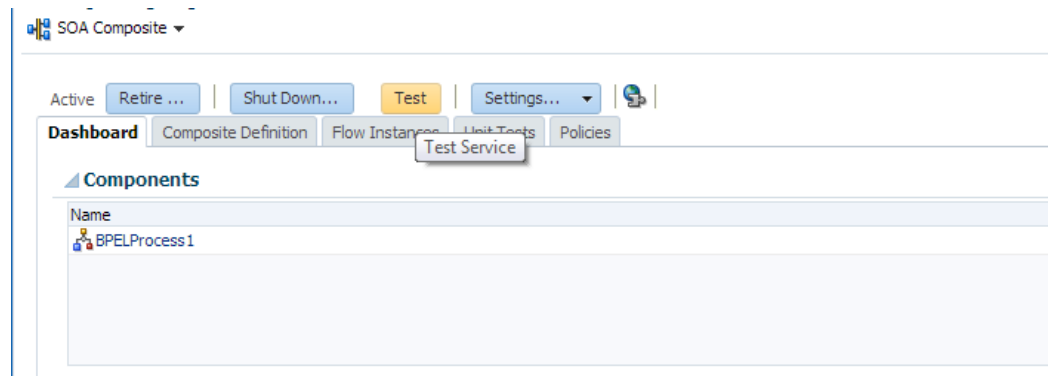 SOA Composite
Active Retire ... Shut Down... Test Settings...
Dashboard Composite Definition Flow Instances Unit Tests Policies
Test Service
Components
Name
BPELProcess1